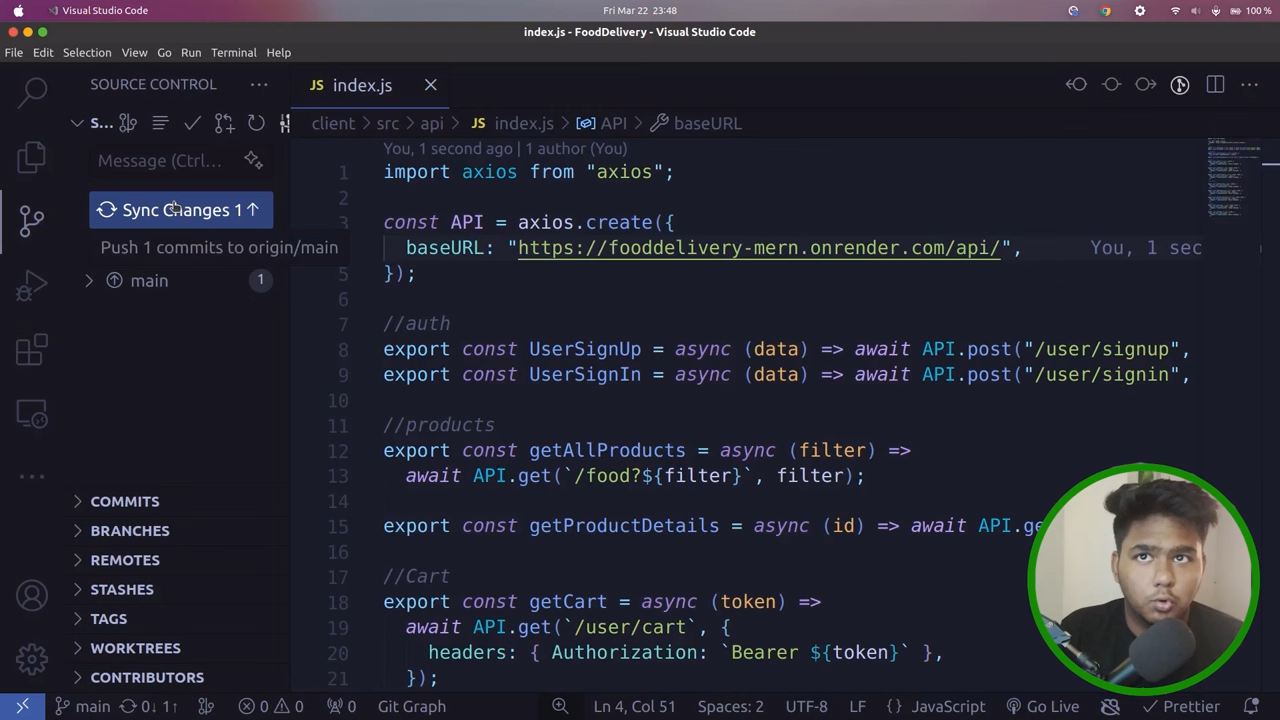 Visual Studio Code
Fri Mar 22 23:48
100 %
index.js - FoodDelivery - Visual Studio Code
File Edit Selection View Go Run Terminal Help
SOURCE CONTROL
JS index.js
S...
client > src > api > JS index.js > API > baseURL
Message (Ctrl...
You, 1 second ago | 1 author (You)
1 import axios from "axios";
2
Sync Changes 1
3 const API = axios.create({
Push 1 commits to origin/main
baseURL: "https://fooddelivery-mern.onrender.com/api/", You, 1 sec
5 });
main 1
6
7 //auth
8 export const UserSignUp = async (data) => await API.post("/user/signup",
9 export const UserSignIn = async (data) => await API.post("/user/signin",
10
11 //products
12 export const getAllProducts = async (filter) =>
13 await API.get(`/food?${filter}`, filter);
14
15 export const getProductDetails = async (id) => await API.ge
16
17 //Cart
18 export const getCart = async (token) =>
19 await API.get(`/user/cart`, {
20 headers: { Authorization: `Bearer ${token}` },
21 });
COMMITS
BRANCHES
REMOTES
STASHES
TAGS
WORKTREES
CONTRIBUTORS
main 0↓ 1↑ 0 0 0 Git Graph Ln 4, Col 51 Spaces: 2 UTF-8 LF {} JavaScript Go Live Prettier